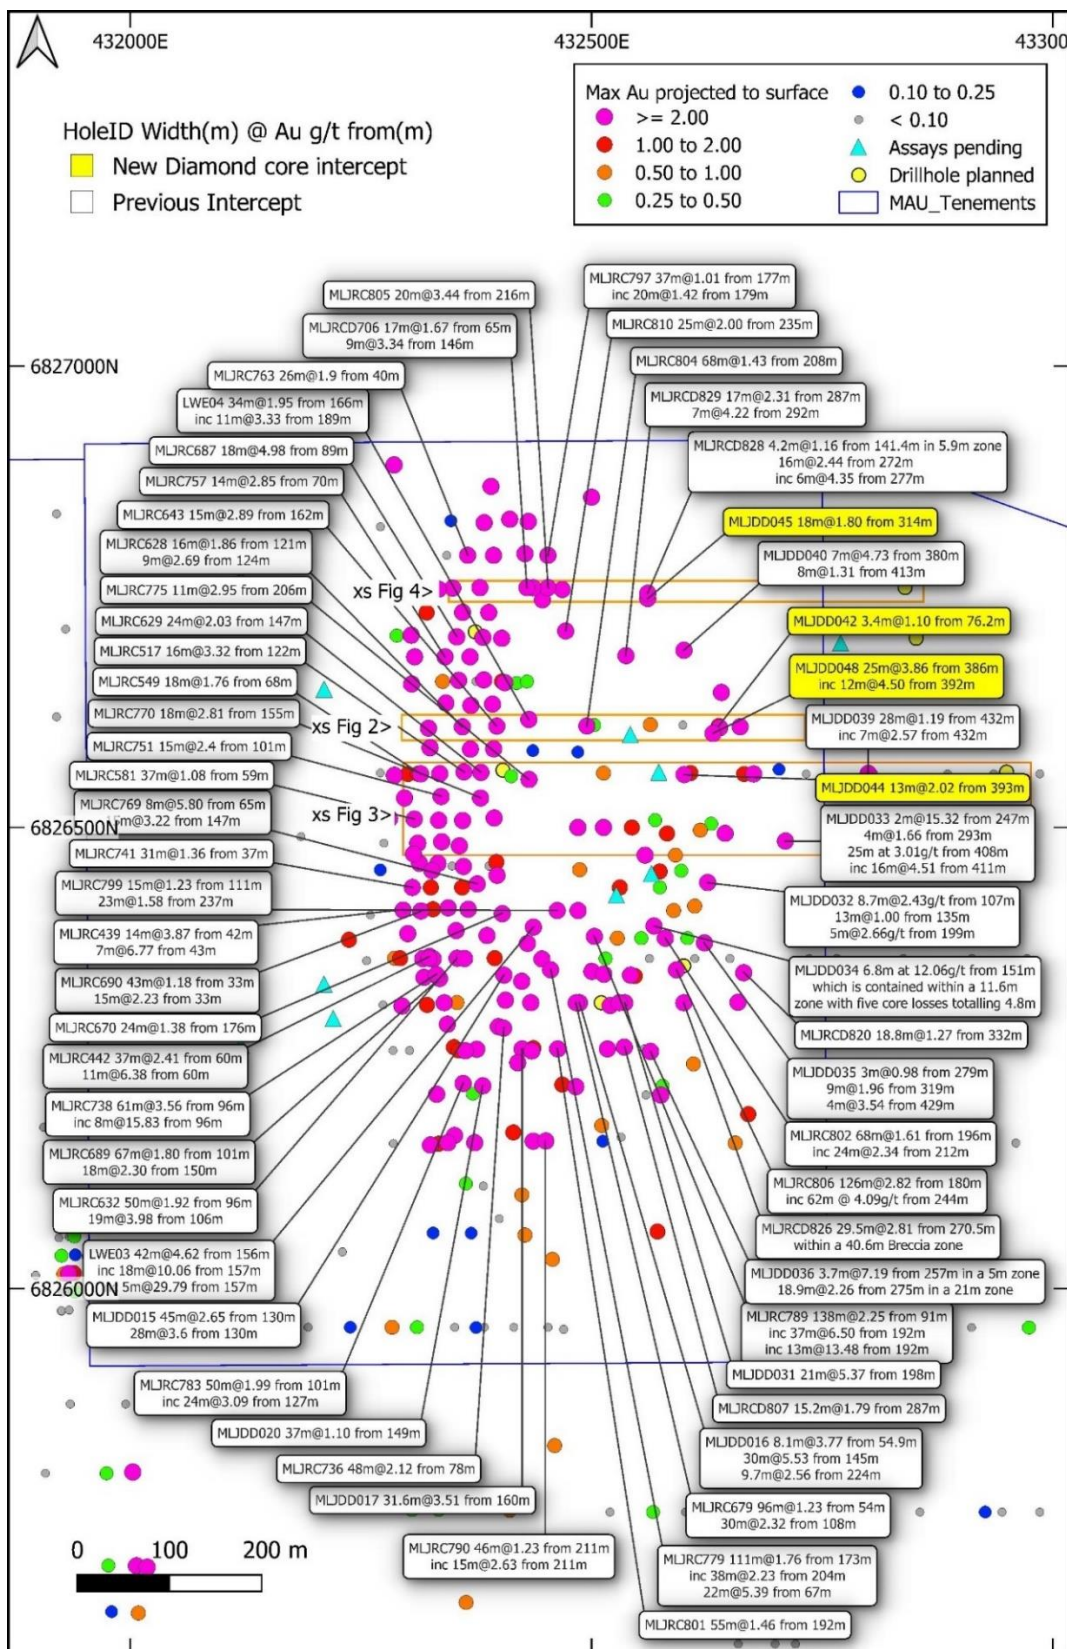 432000E
432500E
43300
HoleID Width(m) @ Au g/t from(m)
New Diamond core intercept
Previous Intercept
Max Au projected to surface
>= 2.00
1.00 to 2.00
0.50 to 1.00
0.25 to 0.50
0.10 to 0.25
< 0.10
Assays pending
Drillhole planned
MAU_Tenements
6827000N
6826500N
6826000N
MLJRC805 20m@3.44 from 216m
MLJRCD706 17m@1.67 from 65m
9m@3.34 from 146m
MLJRC763 26m@1.9 from 40m
LWE04 34m@1.95 from 166m
inc 11m@3.33 from 189m
MLJRC687 18m@4.98 from 89m
MLJRC757 14m@2.85 from 70m
MLJRC643 15m@2.89 from 162m
MLJRC628 16m@1.86 from 121m
9m@2.69 from 124m
MLJRC775 11m@2.95 from 206m
MLJRC629 24m@2.03 from 147m
MLJRC517 16m@3.32 from 122m
MLJRC549 18m@1.76 from 68m
MLJRC770 18m@2.81 from 155m
MLJRC751 15m@2.4 from 101m
MLJRC581 37m@1.08 from 59m
MLJRC769 8m@5.80 from 65m
15m@3.22 from 147m
MLJRC741 31m@1.36 from 37m
MLJRC799 15m@1.23 from 111m
23m@1.58 from 237m
MLJRC439 14m@3.87 from 42m
7m@6.77 from 43m
MLJRC690 43m@1.18 from 33m
15m@2.23 from 33m
MLJRC670 24m@1.38 from 176m
MLJRC442 37m@2.41 from 60m
11m@6.38 from 60m
MLJRC738 61m@3.56 from 96m
inc 8m@15.83 from 96m
MLJRC689 67m@1.80 from 101m
18m@2.30 from 150m
MLJRC632 50m@1.92 from 96m
19m@3.98 from 106m
LWE03 42m@4.62 from 156m
inc 18m@10.06 from 157m
5m@29.79 from 157m
MLJDD015 45m@2.65 from 130m
28m@3.6 from 130m
MLJRC783 50m@1.99 from 101m
inc 24m@3.09 from 127m
MLJDD020 37m@1.10 from 149m
MLJRC736 48m@2.12 from 78m
MLJDD017 31.6m@3.51 from 160m
MLJRC790 46m@1.23 from 211m
inc 15m@2.63 from 211m
xs Fig 4>
xs Fig 2>
xs Fig 3>
MLJRC797 37m@1.01 from 177m
inc 20m@1.42 from 179m
MLJRC810 25m@2.00 from 235m
MLJRC804 68m@1.43 from 208m
MLJRCD829 17m@2.31 from 287m
7m@4.22 from 292m
MLJRCD828 4.2m@1.16 from 141.4m in 5.9m zone
16m@2.44 from 272m
inc 6m@4.35 from 277m
MLJDD045 18m@1.80 from 314m
MLJDD040 7m@4.73 from 380m
8m@1.31 from 413m
MLJDD042 3.4m@1.10 from 76.2m
MLJDD048 25m@3.86 from 386m
inc 12m@4.50 from 392m
MLJDD039 28m@1.19 from 432m
inc 7m@2.57 from 432m
MLJDD044 13m@2.02 from 393m
MLJDD033 2m@15.32 from 247m
4m@1.66 from 293m
25m at 3.01g/t from 408m
inc 16m@4.51 from 411m
MLJDD032 8.7m@2.43g/t from 107m
13m@1.00 from 135m
5m@2.66g/t from 199m
MLJDD034 6.8m at 12.06g/t from 151m
which is contained within a 11.6m
zone with five core losses totalling 4.8m
MLJRCD820 18.8m@1.27 from 332m
MLJDD035 3m@0.98 from 279m
9m@1.96 from 319m
4m@3.54 from 429m
MLJRC802 68m@1.61 from 196m
inc 24m@2.34 from 212m
MLJRC806 126m@2.82 from 180m
inc 62m @ 4.09g/t from 244m
MLJRCD826 29.5m@2.81 from 270.5m
within a 40.6m Breccia zone
MLJDD036 3.7m@7.19 from 257m in a 5m zone
18.9m@2.26 from 275m in a 21m zone
MLJRC789 138m@2.25 from 91m
inc 37m@6.50 from 192m
inc 13m@13.48 from 192m
MLJDD031 21m@5.37 from 198m
MLJRCD807 15.2m@1.79 from 287m
MLJDD016 8.1m@3.77 from 54.9m
30m@5.53 from 145m
9.7m@2.56 from 224m
MLJRC679 96m@1.23 from 54m
30m@2.32 from 108m
MLJRC779 111m@1.76 from 173m
inc 38m@2.23 from 204m
22m@5.39 from 67m
MLJRC801 55m@1.46 from 192m
0 100 200 m